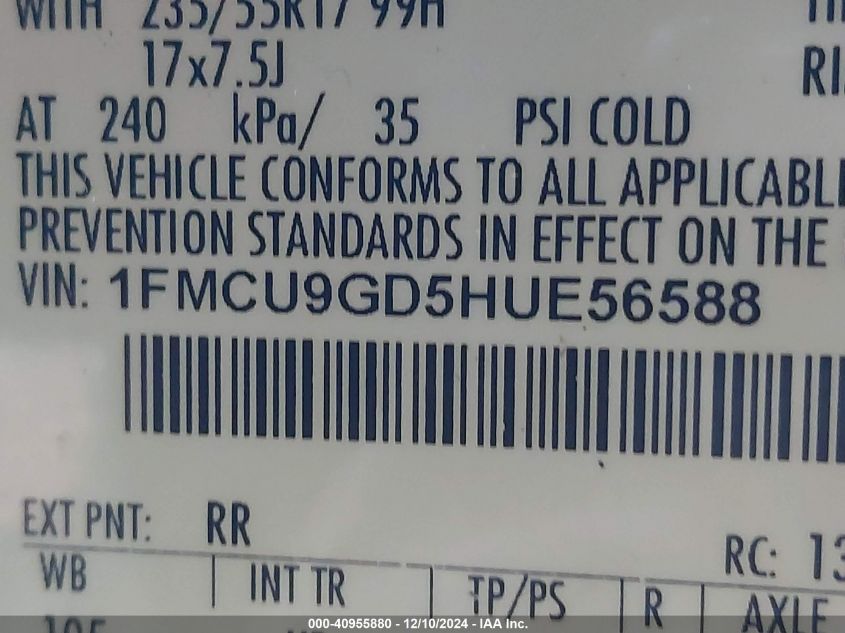 WITH 235/55R17 99H
17x7.5J
AT 240 kPa/ 35 PSI COLD
THIS VEHICLE CONFORMS TO ALL APPLICABLE
PREVENTION STANDARDS IN EFFECT ON THE
VIN: 1FMCU9GD5HUE56588
EXT PNT: RR
RC: 13
WB INT TR TP/PS R AXLE
000-40955880 - 12/10/2024 - IAA Inc.